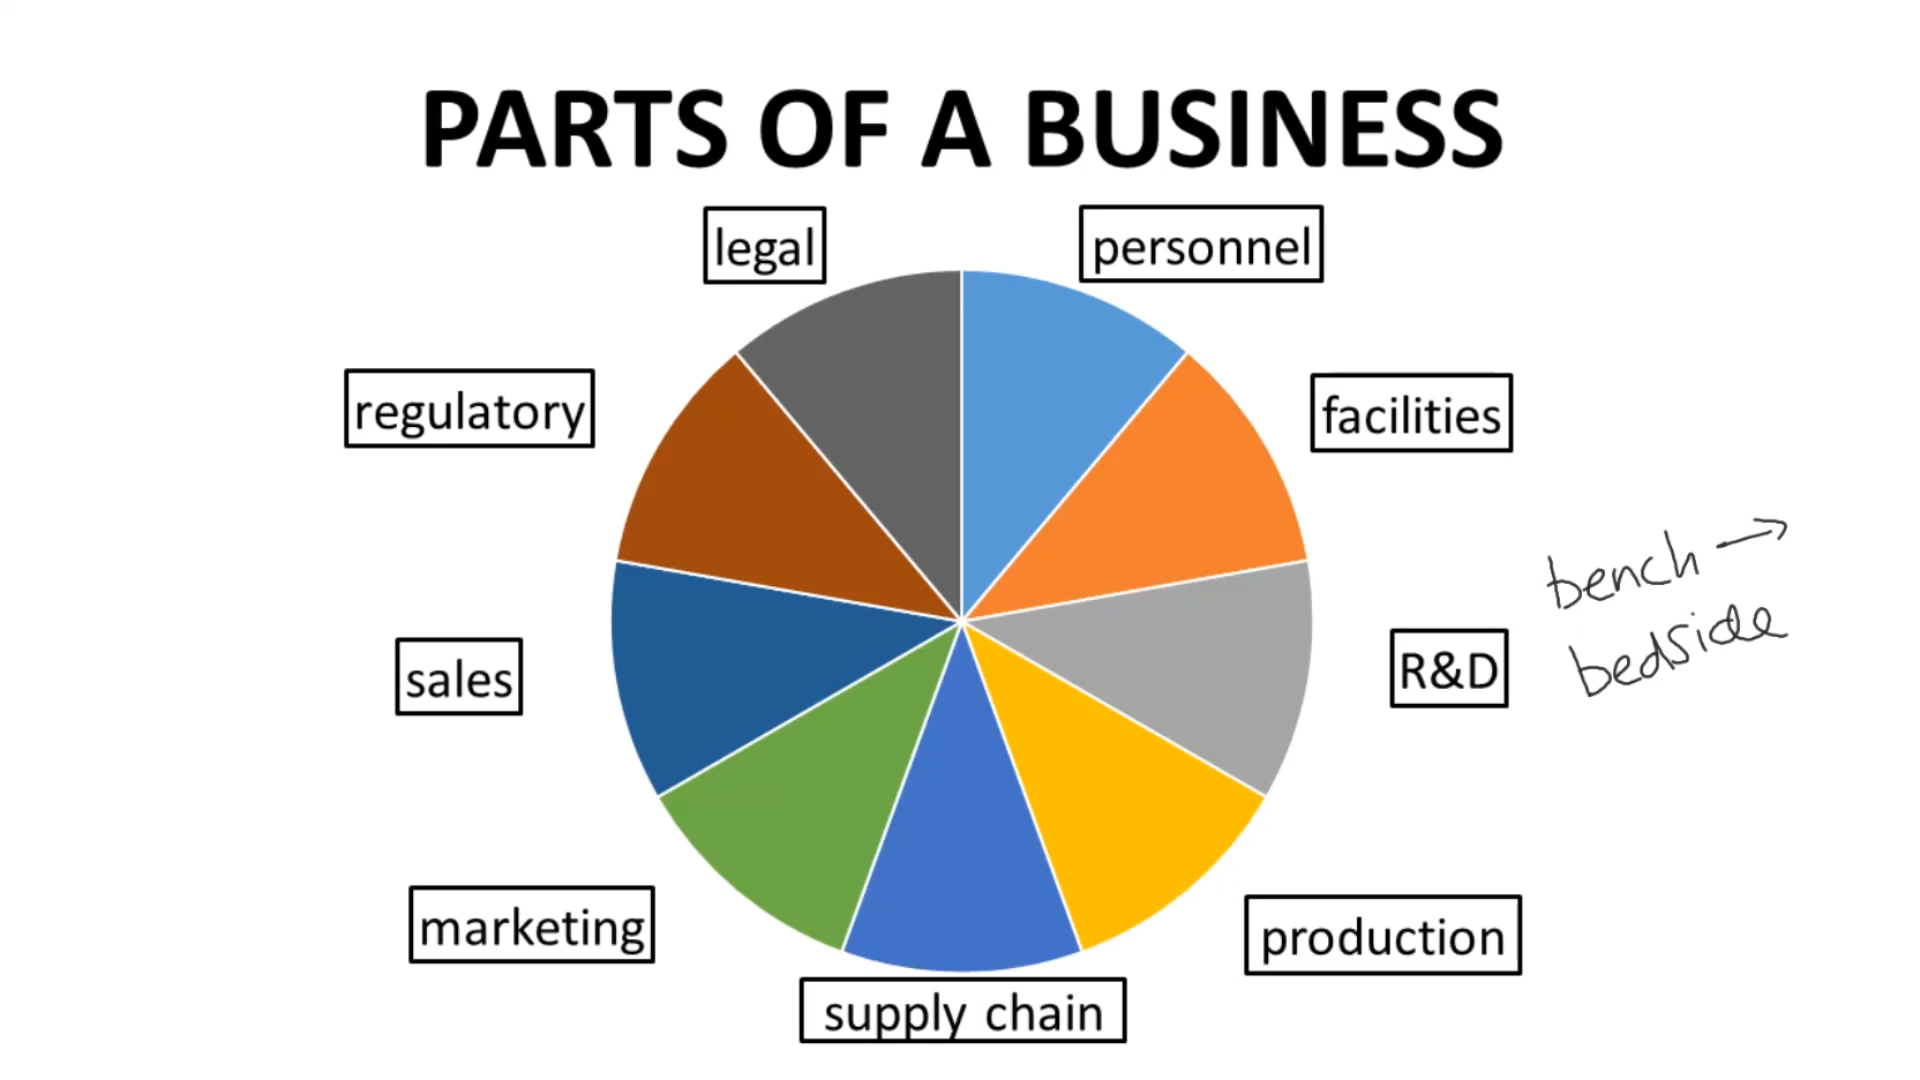 PARTS OF A BUSINESS
legal
personnel
regulatory
facilities
bench →
bedside
sales
R&D
marketing
production
supply chain